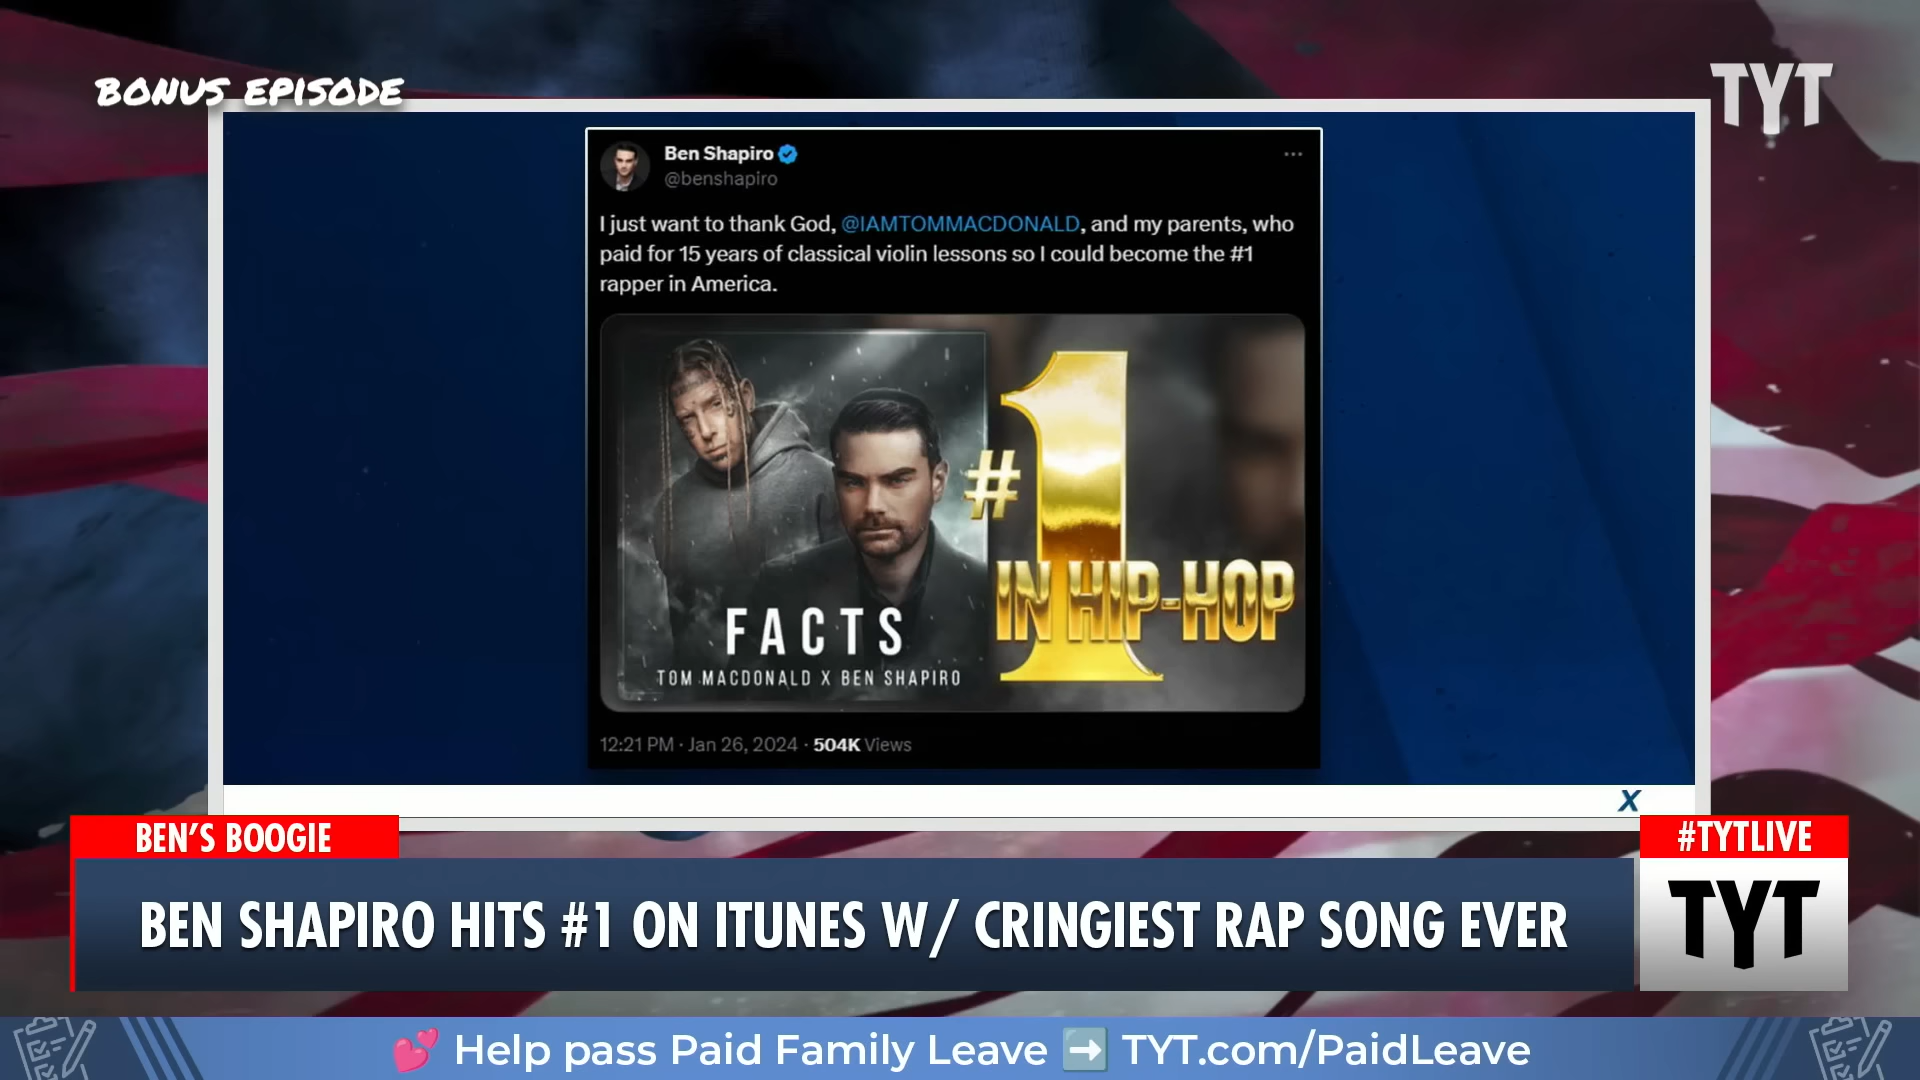 BONUS EPISODE
TYT
Ben Shapiro
@benshapiro
I just want to thank God, @IAMTOMMACDONALD, and my parents, who
paid for 15 years of classical violin lessons so I could become the #1
rapper in America.
#1
IN HIP-HOP
FACTS
TOM MACDONALD X BEN SHAPIRO
12:21 PM · Jan 26, 2024 · 504K Views
X
BEN'S BOOGIE
#TYTLIVE
BEN SHAPIRO HITS #1 ON ITUNES W/ CRINGIEST RAP SONG EVER
TYT
💕 Help pass Paid Family Leave ➡️ TYT.com/PaidLeave